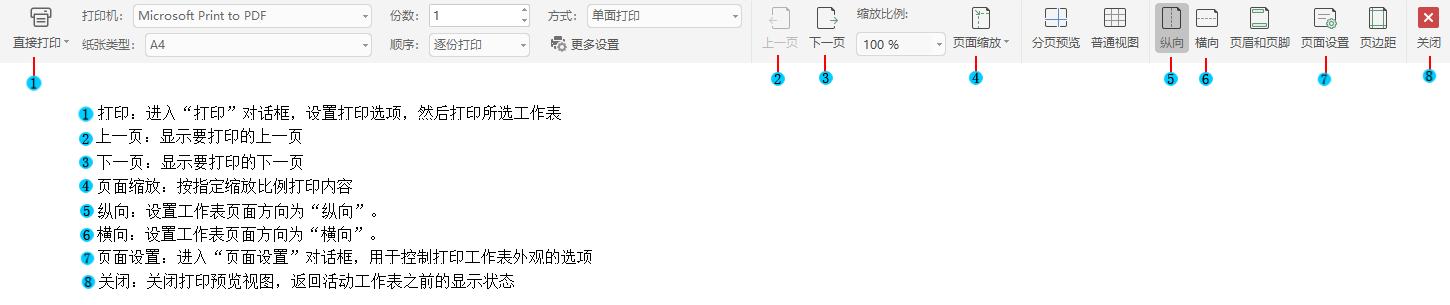 打印机： Microsoft Print to PDF 份数： 1 方式： 单面打印 缩放比例:
直接打印 纸张类型： A4 顺序： 逐份打印 更多设置 上一页 下一页 100 % 页面缩放 分页预览 普通视图 纵向 横向 页眉和页脚 页面设置 页边距 关闭
1 2 3 4 5 6 7 8
1 打印：进入“打印”对话框，设置打印选项，然后打印所选工作表
2 上一页：显示要打印的上一页
3 下一页：显示要打印的下一页
4 页面缩放：按指定缩放比例打印内容
5 纵向：设置工作表页面方向为“纵向”。
6 横向：设置工作表页面方向为“横向”。
7 页面设置：进入“页面设置”对话框，用于控制打印工作表外观的选项
8 关闭：关闭打印预览视图，返回活动工作表之前的显示状态